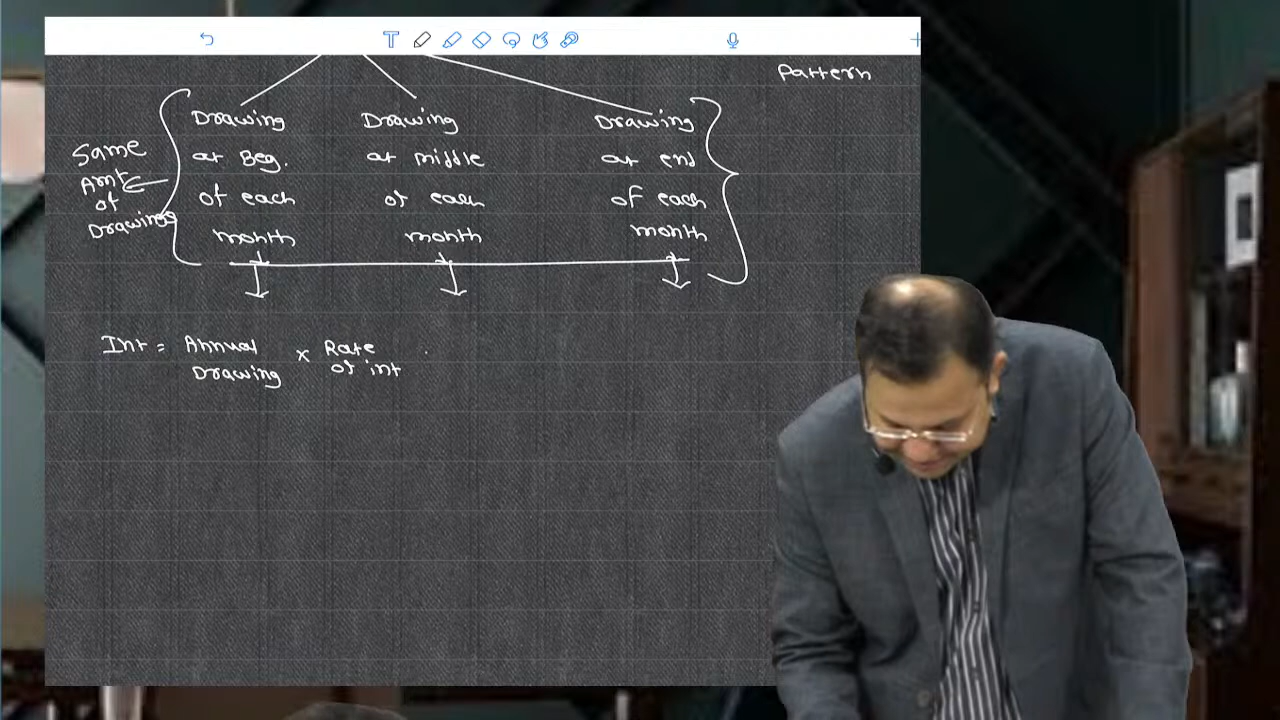 Pattern
Drawing
at Beg.
of each
month
Drawing
at middle
of each
month
Drawing
at end
of each
month
Same
Amt
of
Drawings
Int = Annual Drawing × Rate of int